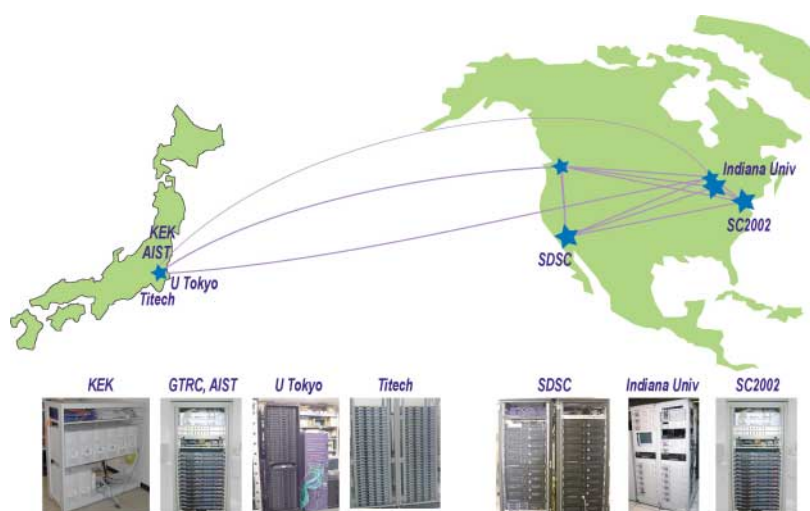 Indiana Univ
SC2002
SDSC
KEK
AIST
U Tokyo
Titech
KEK
GTRC, AIST
U Tokyo
Titech
SDSC
Indiana Univ
SC2002